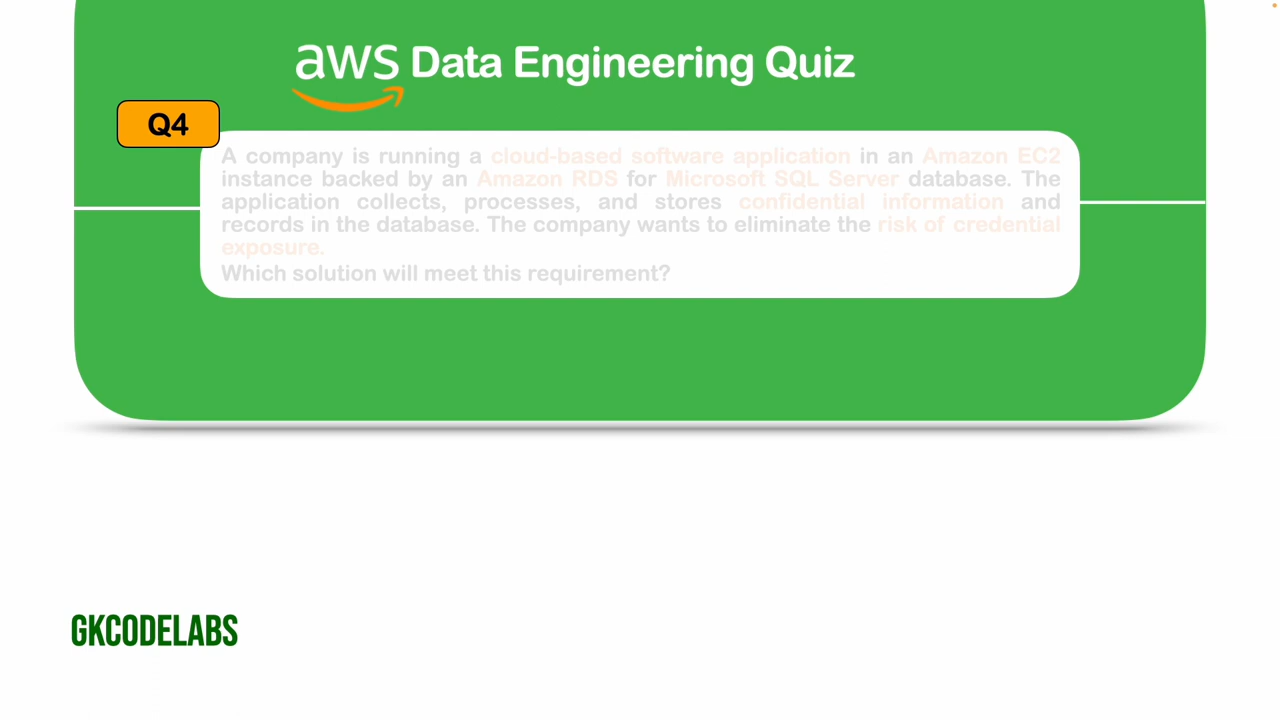 aws Data Engineering Quiz
Q4
A company is running a cloud-based software application in an Amazon EC2
instance backed by an Amazon RDS for Microsoft SQL Server database. The
application collects, processes, and stores confidential information and
records in the database. The company wants to eliminate the risk of credential
exposure.
Which solution will meet this requirement?
GKCODELABS